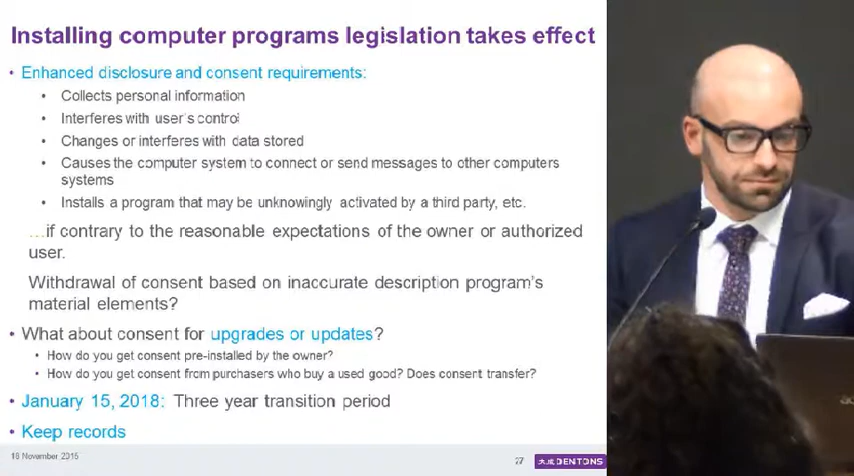 Installing computer programs legislation takes effect
• Enhanced disclosure and consent requirements:
• Collects personal information
• Interferes with user's control
• Changes or interferes with data stored
• Causes the computer system to connect or send messages to other computers
systems
• Installs a program that may be unknowingly activated by a third party, etc.
…if contrary to the reasonable expectations of the owner or authorized
user.
Withdrawal of consent based on inaccurate description program's
material elements?
• What about consent for upgrades or updates?
• How do you get consent pre-installed by the owner?
• How do you get consent from purchasers who buy a used good? Does consent transfer?
• January 15, 2018: Three year transition period
• Keep records
18 November 2015
27
大成 DENTONS